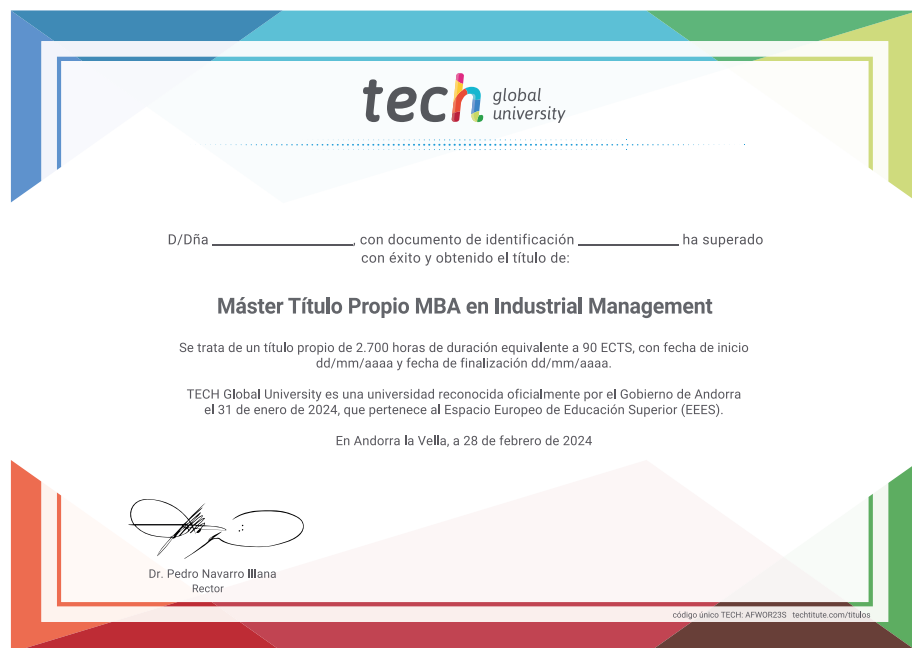 tech global university
D/Dña ______________, con documento de identificación __________ ha superado
con éxito y obtenido el título de:
Máster Título Propio MBA en Industrial Management
Se trata de un título propio de 2.700 horas de duración equivalente a 90 ECTS, con fecha de inicio
dd/mm/aaaa y fecha de finalización dd/mm/aaaa.
TECH Global University es una universidad reconocida oficialmente por el Gobierno de Andorra
el 31 de enero de 2024, que pertenece al Espacio Europeo de Educación Superior (EEES).
En Andorra la Vella, a 28 de febrero de 2024
Dr. Pedro Navarro Illana
Rector
código único TECH: AFWOR23S techtitute.com/titulos